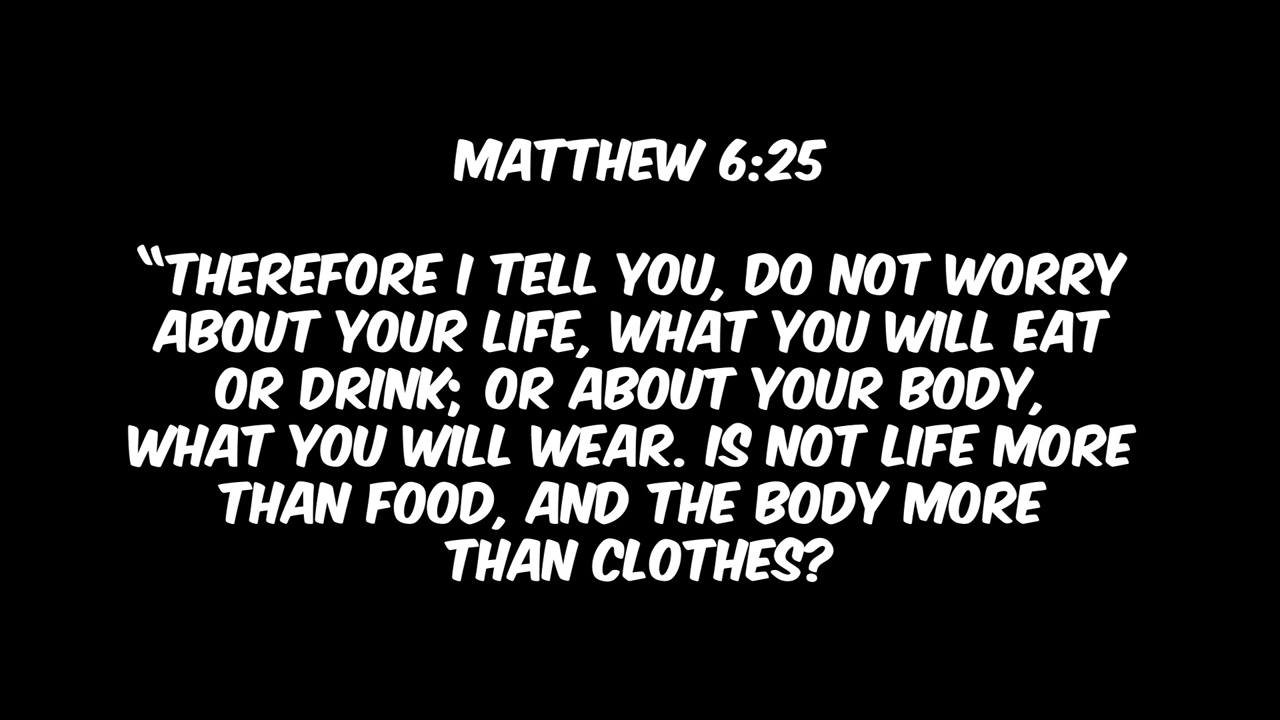 MATTHEW 6:25
“THEREFORE I TELL YOU, DO NOT WORRY
ABOUT YOUR LIFE, WHAT YOU WILL EAT
OR DRINK; OR ABOUT YOUR BODY,
WHAT YOU WILL WEAR. IS NOT LIFE MORE
THAN FOOD, AND THE BODY MORE
THAN CLOTHES?